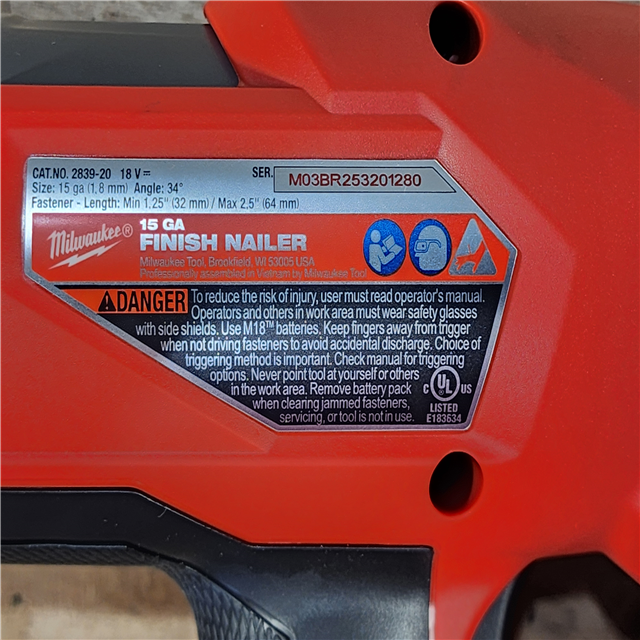 CAT.NO. 2839-20 18 V⎓ SER. M03BR253201280
Size: 15 ga (1,8 mm) Angle: 34°
Fastener - Length: Min 1,25" (32 mm) / Max 2.5" (64 mm)
Milwaukee®
15 GA
FINISH NAILER
Milwaukee Tool, Brookfield, WI 53005 USA
Professionally assembled in Vietnam by Milwaukee Tool
DANGER To reduce the risk of injury, user must read operator's manual.
Operators and others in work area must wear safety glasses
with side shields. Use M18™ batteries. Keep fingers away from trigger
when not driving fasteners to avoid accidental discharge. Choice of
triggering method is important. Check manual for triggering
options. Never point tool at yourself or others
in the work area. Remove battery pack
when clearing jammed fasteners,
servicing, or tool is not in use.
C UL US
LISTED
E183634